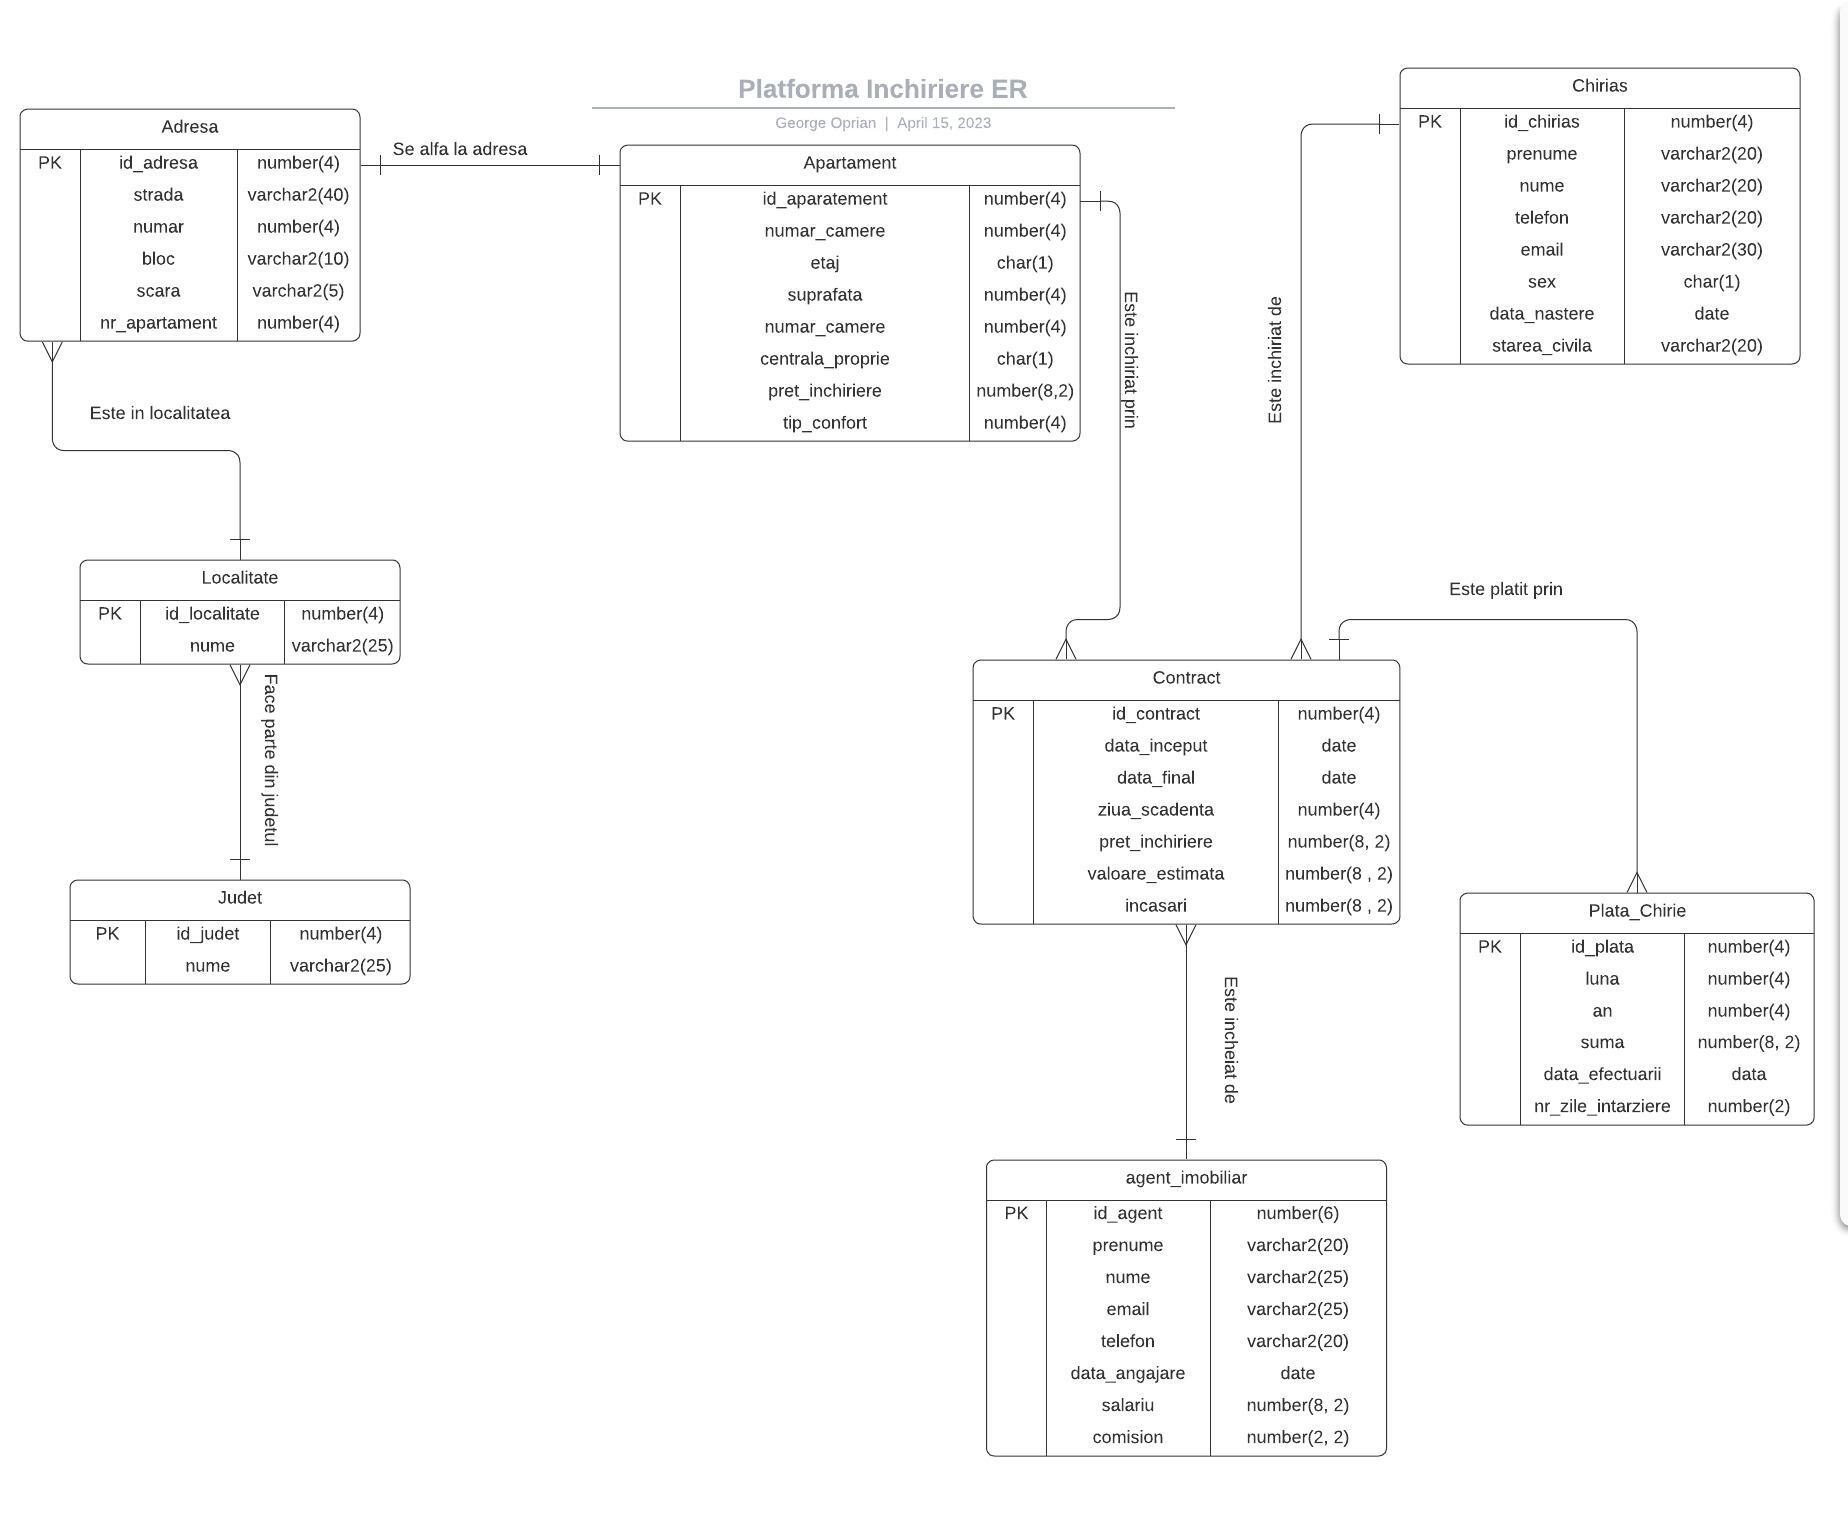 Platforma Inchiriere ER
George Oprian | April 15, 2023
Adresa
PK id_adresa number(4)
strada varchar2(40)
numar number(4)
bloc varchar2(10)
scara varchar2(5)
nr_apartament number(4)
Se alfa la adresa
Apartament
PK id_aparatement number(4)
numar_camere number(4)
etaj char(1)
suprafata number(4)
numar_camere number(4)
centrala_proprie char(1)
pret_inchiriere number(8,2)
tip_confort number(4)
Este inchiriat prin
Este inchiriat de
Chirias
PK id_chirias number(4)
prenume varchar2(20)
nume varchar2(20)
telefon varchar2(20)
email varchar2(30)
sex char(1)
data_nastere date
starea_civila varchar2(20)
Este in localitatea
Localitate
PK id_localitate number(4)
nume varchar2(25)
Face parte din judetul
Judet
PK id_judet number(4)
nume varchar2(25)
Este platit prin
Contract
PK id_contract number(4)
data_inceput date
data_final date
ziua_scadenta number(4)
pret_inchiriere number(8, 2)
valoare_estimata number(8 , 2)
incasari number(8 , 2)
Plata_Chirie
PK id_plata number(4)
luna number(4)
an number(4)
suma number(8, 2)
data_efectuarii data
nr_zile_intarziere number(2)
Este incheiat de
agent_imobiliar
PK id_agent number(6)
prenume varchar2(20)
nume varchar2(25)
email varchar2(25)
telefon varchar2(20)
data_angajare date
salariu number(8, 2)
comision number(2, 2)